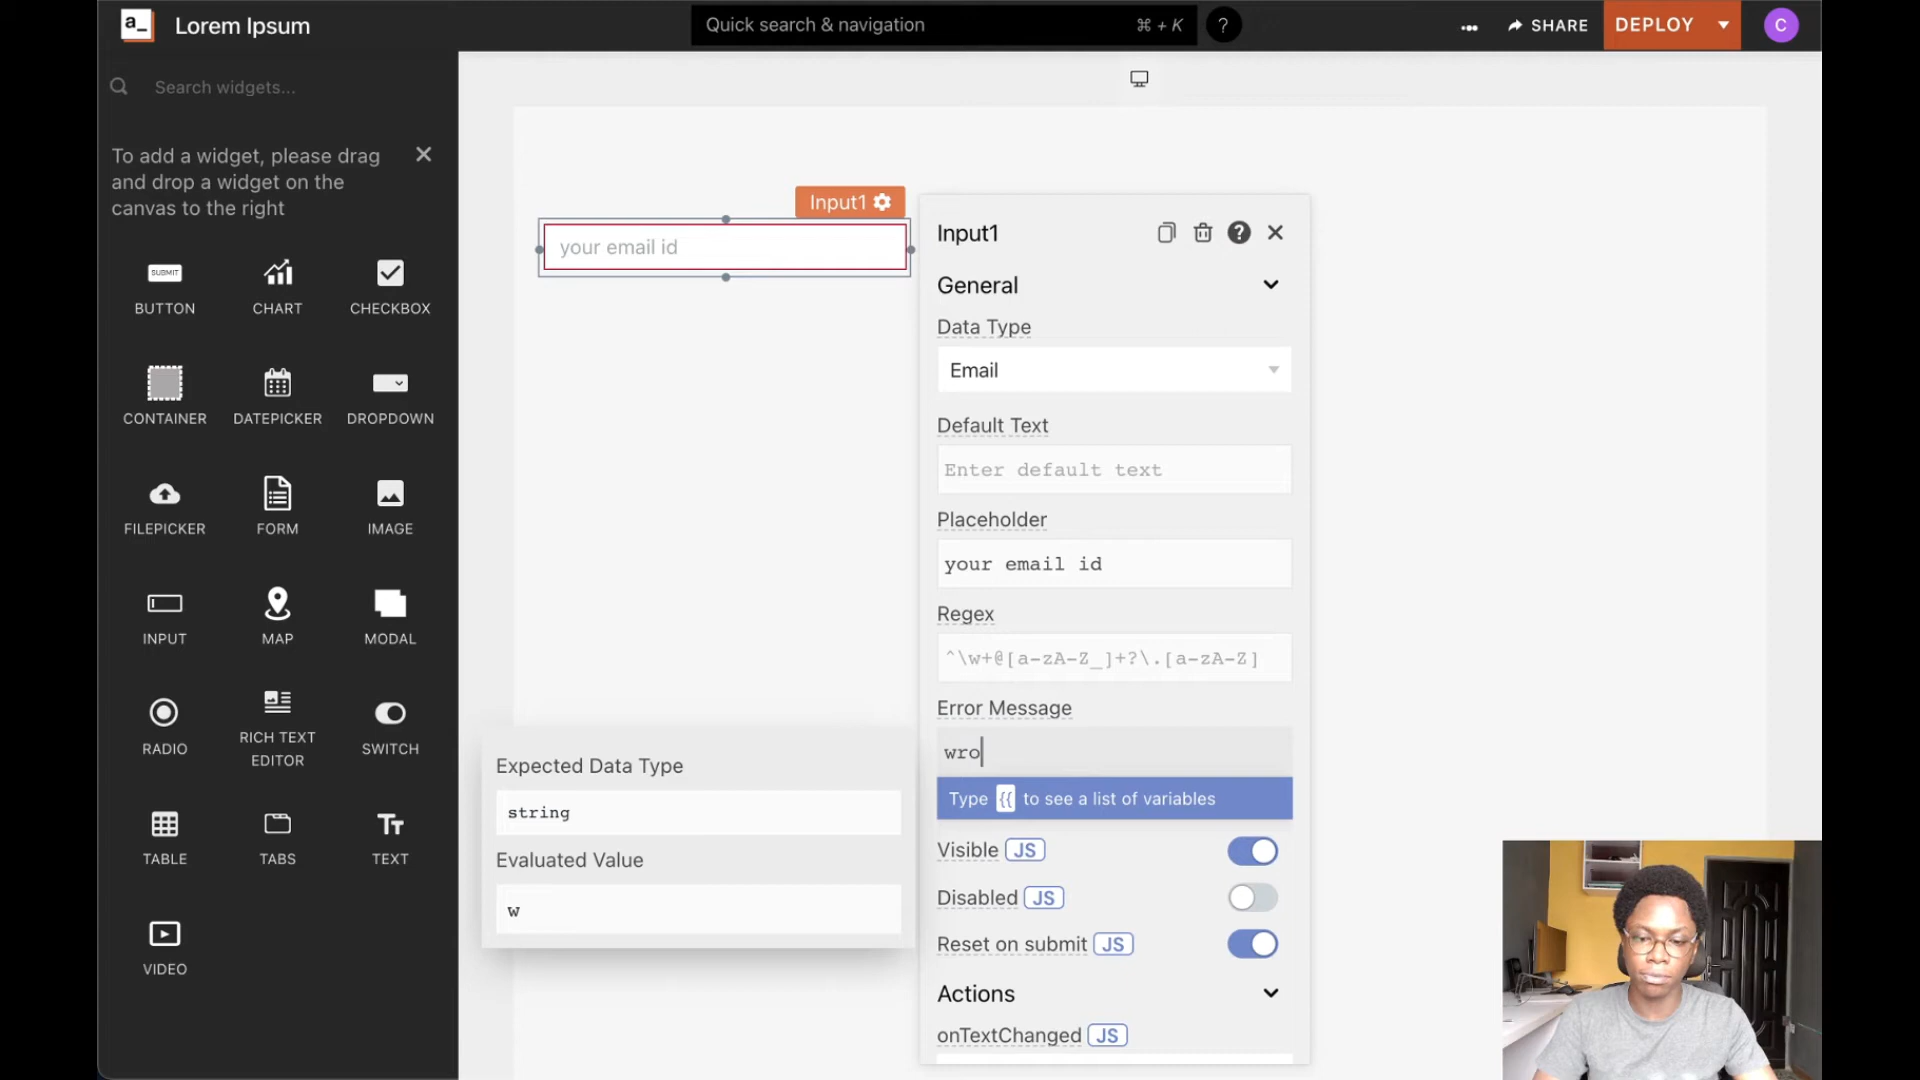 a_
Lorem Ipsum
Quick search & navigation
⌘ + K
?
SHARE
DEPLOY
C
Search widgets...
To add a widget, please drag
and drop a widget on the
canvas to the right
SUBMIT
BUTTON
CHART
CHECKBOX
CONTAINER
DATEPICKER
DROPDOWN
FILEPICKER
FORM
IMAGE
INPUT
MAP
MODAL
RADIO
RICH TEXT
EDITOR
SWITCH
TABLE
TABS
TT
TEXT
VIDEO
Input1
your email id
Input1
?
General
Data Type
Email
Default Text
Enter default text
Placeholder
your email id
Regex
^\w+@[a-zA-Z_]+?\.[a-zA-Z]
Error Message
wro
Type {{ to see a list of variables
Visible JS
Disabled JS
Reset on submit JS
Actions
onTextChanged JS
Expected Data Type
string
Evaluated Value
w